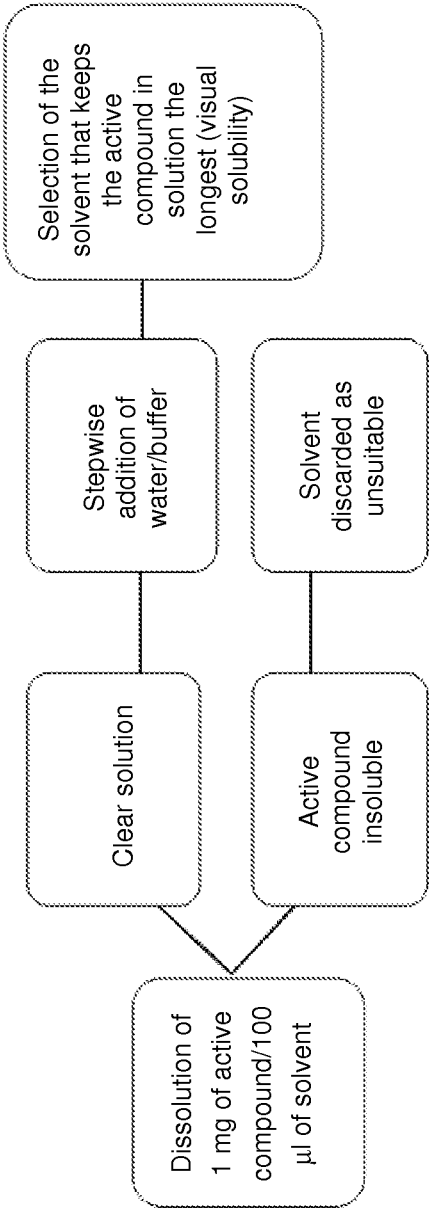 Dissolution of
1 mg of active
compound/100
µl of solvent
Clear solution
Stepwise
addition of
water/buffer
Selection of the
solvent that keeps
the active
compound in
solution the
longest (visual
solubility)
Active
compound
insoluble
Solvent
discarded as
unsuitable